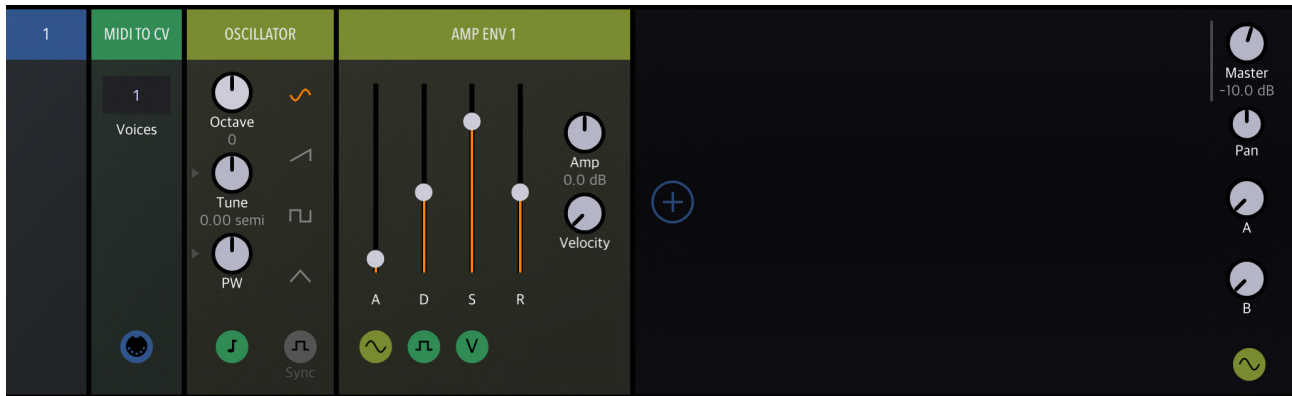 1
MIDI TO CV
OSCILLATOR
AMP ENV 1
1
Voices
Octave
0
Tune
0.00 semi
PW
Sync
A
D
S
R
Amp
0.0 dB
Velocity
V
Master
-10.0 dB
Pan
A
B